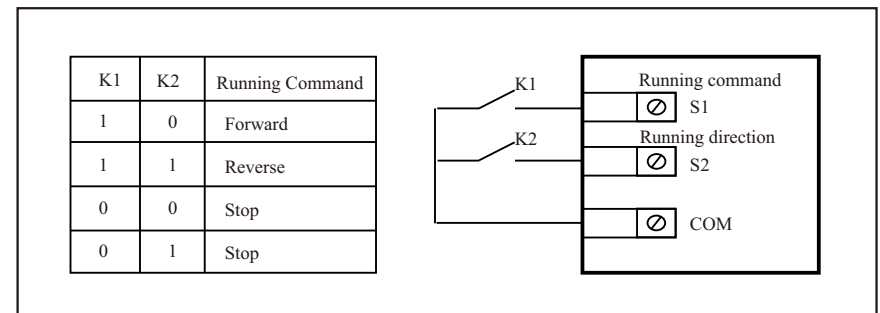 K1 K2 Running Command
1 0 Forward
1 1 Reverse
0 0 Stop
0 1 Stop
K1
K2
Running command
S1
Running direction
S2
COM